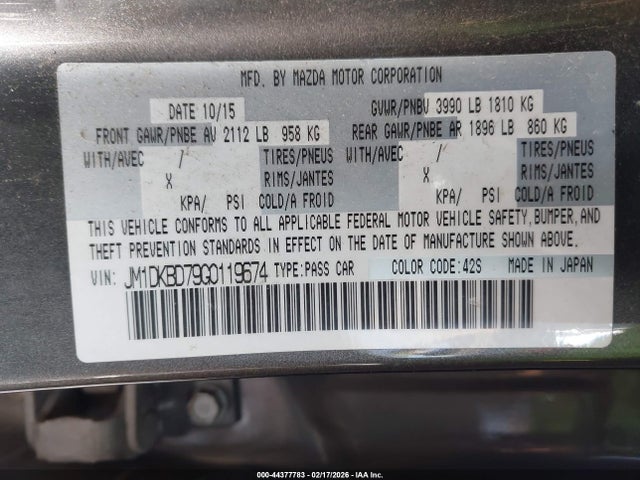 MFD. BY MAZDA MOTOR CORPORATION
DATE 10/15 GVWR/PNBV 3990 LB 1810 KG
FRONT GAWR/PNBE AV 2112 LB 958 KG REAR GAWR/PNBE AR 1896 LB 860 KG
WITH/AVEC / TIRES/PNEUS WITH/AVEC / TIRES/PNEUS
X RIMS/JANTES X RIMS/JANTES
KPA/ PSI COLD/A FROID KPA/ PSI COLD/A FROID
THIS VEHICLE CONFORMS TO ALL APPLICABLE FEDERAL MOTOR VEHICLE SAFETY, BUMPER, AND
THEFT PREVENTION STANDARDS IN EFFECT ON THE DATE OF MANUFACTURE SHOWN ABOVE.
VIN: JM1DKBD79G0119674 TYPE:PASS CAR COLOR CODE:42S MADE IN JAPAN
000-44377783 - 02/17/2026 - IAA Inc.